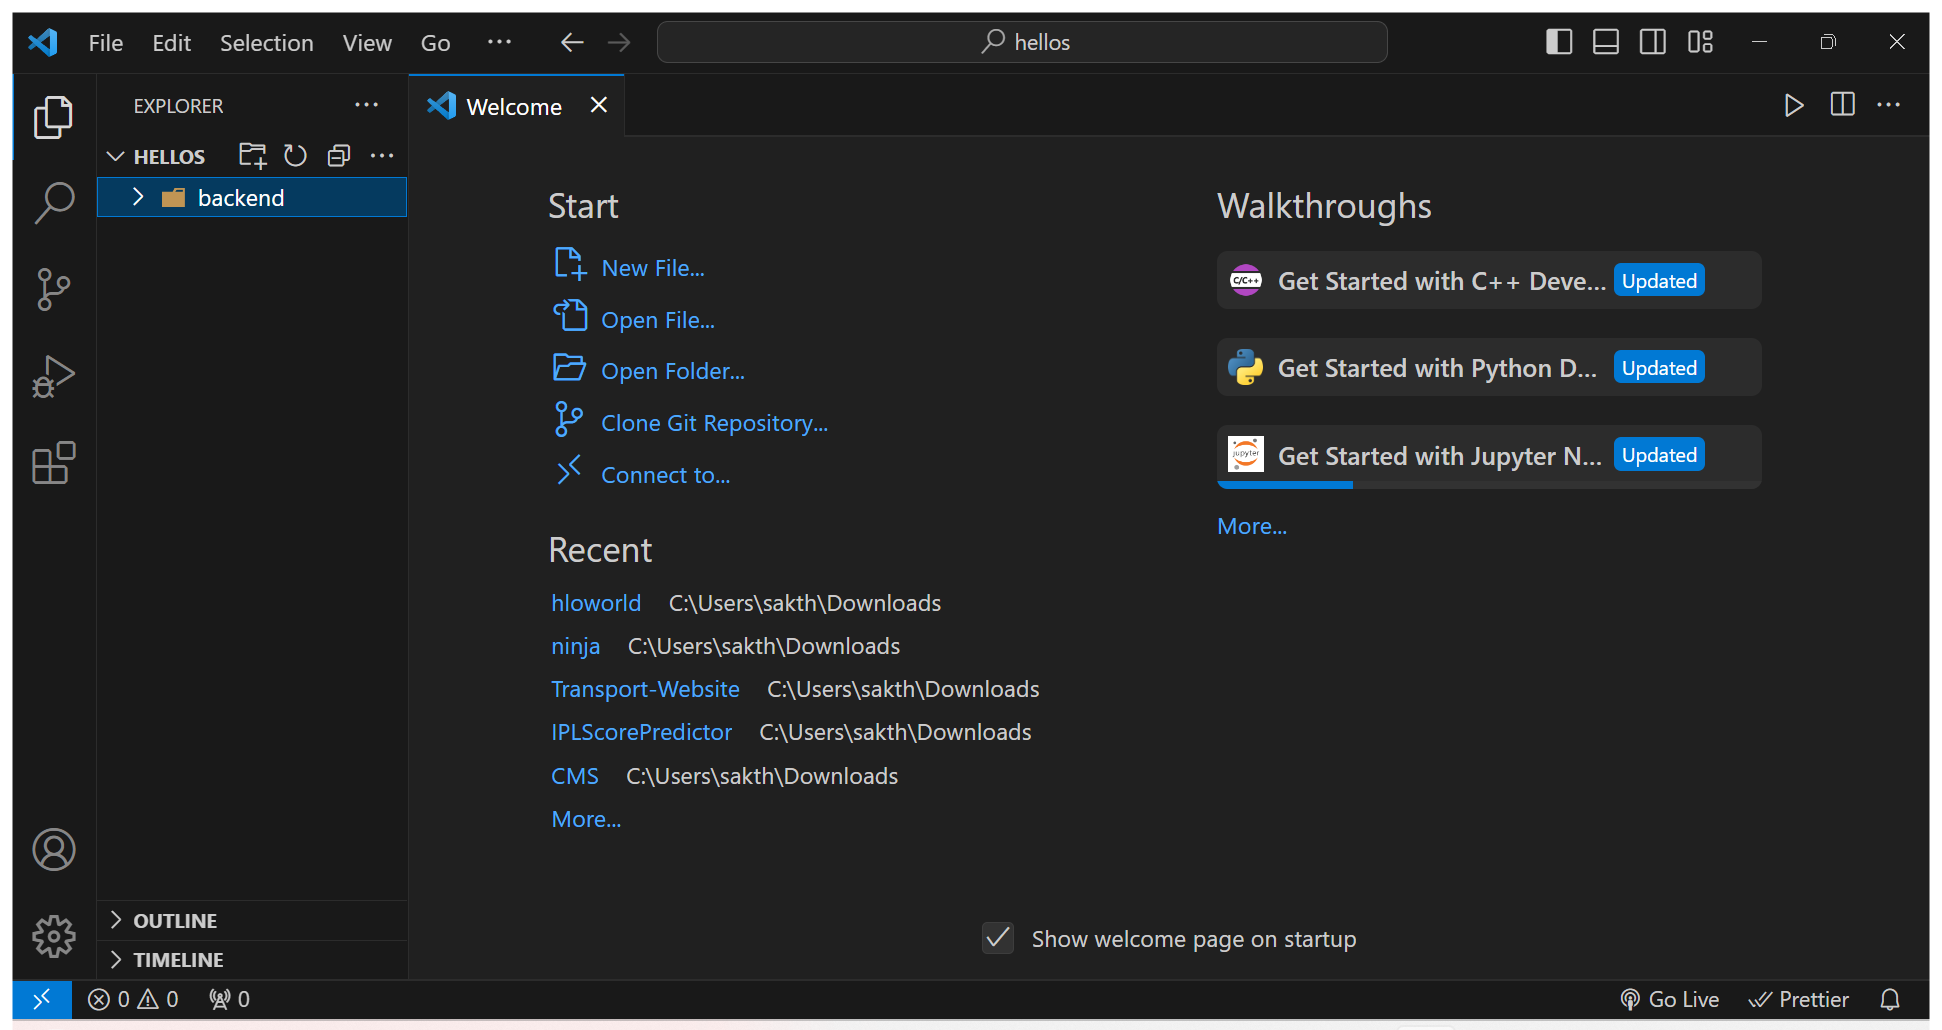 File Edit Selection View Go ··· hellos
EXPLORER ···
Welcome
HELLOS ···
backend
Start
New File...
Open File...
Open Folder...
Clone Git Repository...
Connect to...
Recent
hloworld C:\Users\sakth\Downloads
ninja C:\Users\sakth\Downloads
Transport-Website C:\Users\sakth\Downloads
IPLScorePredictor C:\Users\sakth\Downloads
CMS C:\Users\sakth\Downloads
More...
Walkthroughs
C/C++ Get Started with C++ Deve... Updated
Get Started with Python D... Updated
jupyter Get Started with Jupyter N... Updated
More...
Show welcome page on startup
OUTLINE
TIMELINE
0 0 0 Go Live Prettier